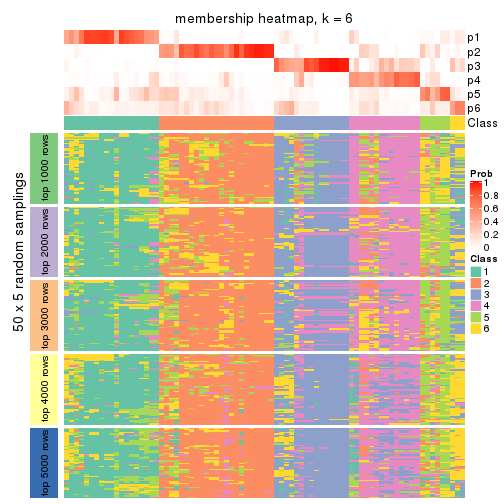 membership heatmap, k = 6
p1
p2
p3
p4
p5
p6
Class
50 x 5 random samplings
top 1000 rows
top 2000 rows
top 3000 rows
top 4000 rows
top 5000 rows
Prob
1
0.8
0.6
0.4
0.2
0
Class
1
2
3
4
5
6